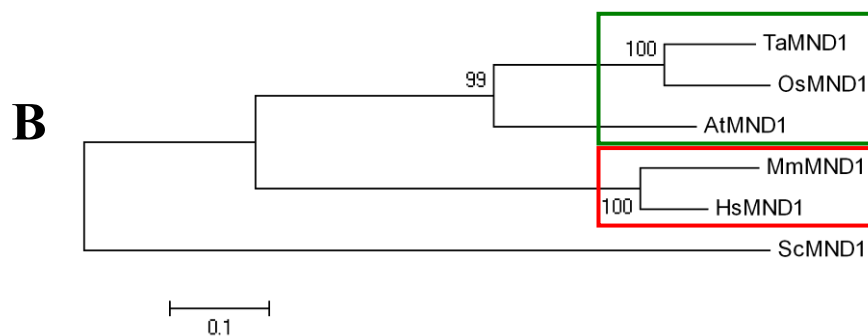 TaMND1
100
OsMND1
99
B
AtMND1
MmMND1
100
HsMND1
ScMND1
0.1